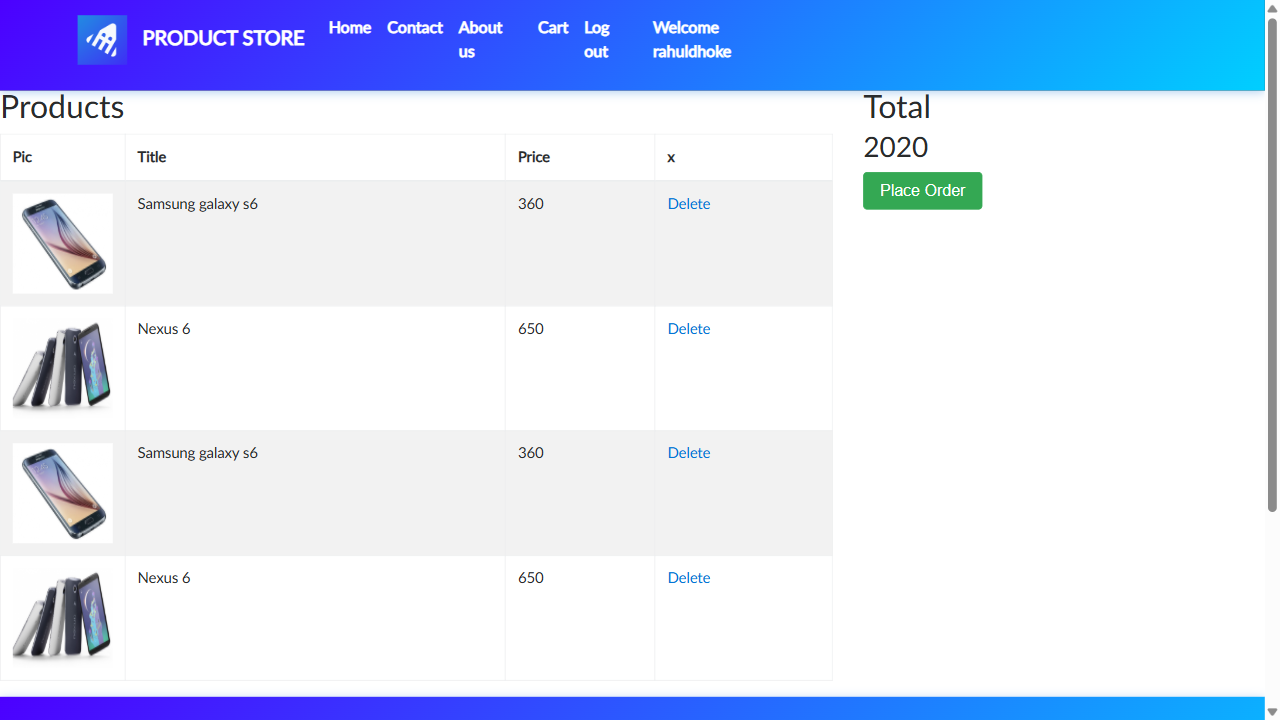 PRODUCT STORE
Home
Contact
About
us
Cart
Log
out
Welcome
rahuldhoke
Products
Pic Title Price x
Samsung galaxy s6 360 Delete
Nexus 6 650 Delete
Samsung galaxy s6 360 Delete
Nexus 6 650 Delete
Total
2020
Place Order